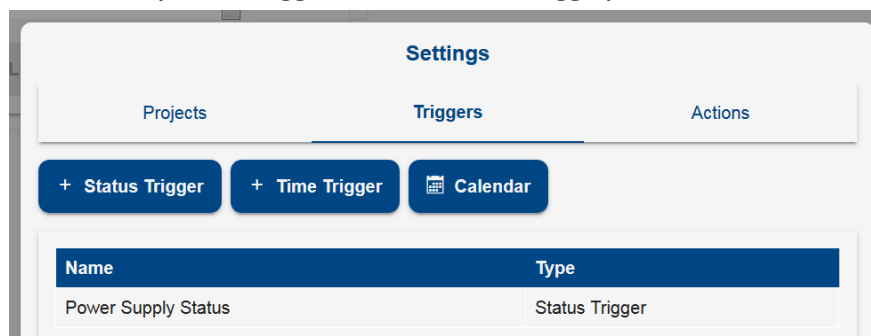 Settings
Projects Triggers Actions
+ Status Trigger + Time Trigger Calendar
Name Type
Power Supply Status Status Trigger